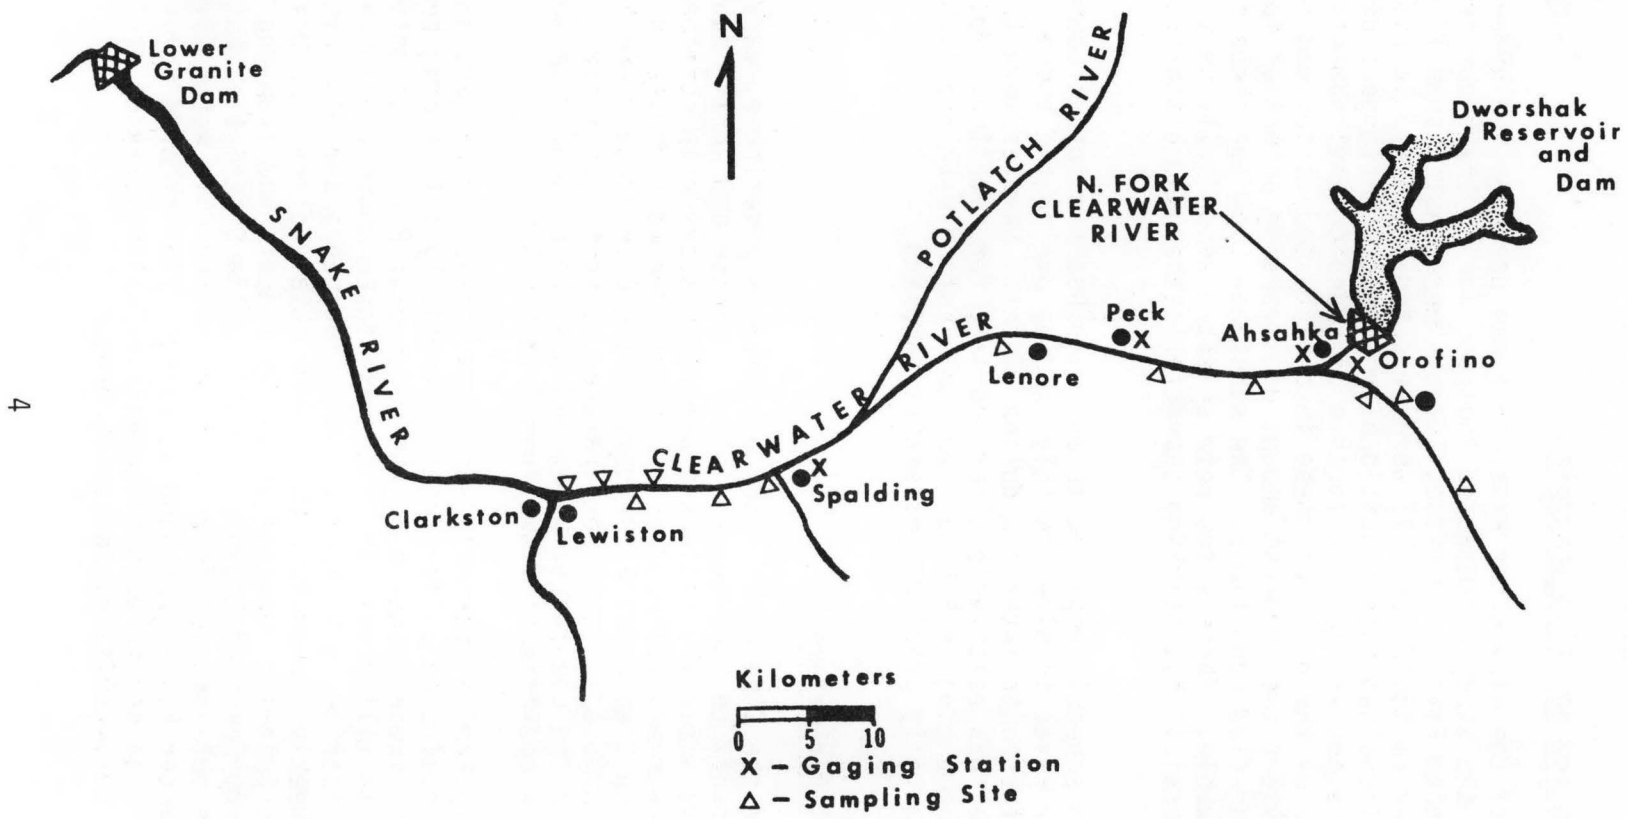 N
Lower
Granite
Dam
SNAKE RIVER
POTLATCH RIVER
Dworshak
Reservoir
and
Dam
N. FORK
CLEARWATER
RIVER
Peck
X
Ahsahka
X
X
Orofino
Lenore
CLEARWATER RIVER
X
Spalding
Clarkston
Lewiston
4
Kilometers
0 5 10
X – Gaging Station
△ – Sampling Site